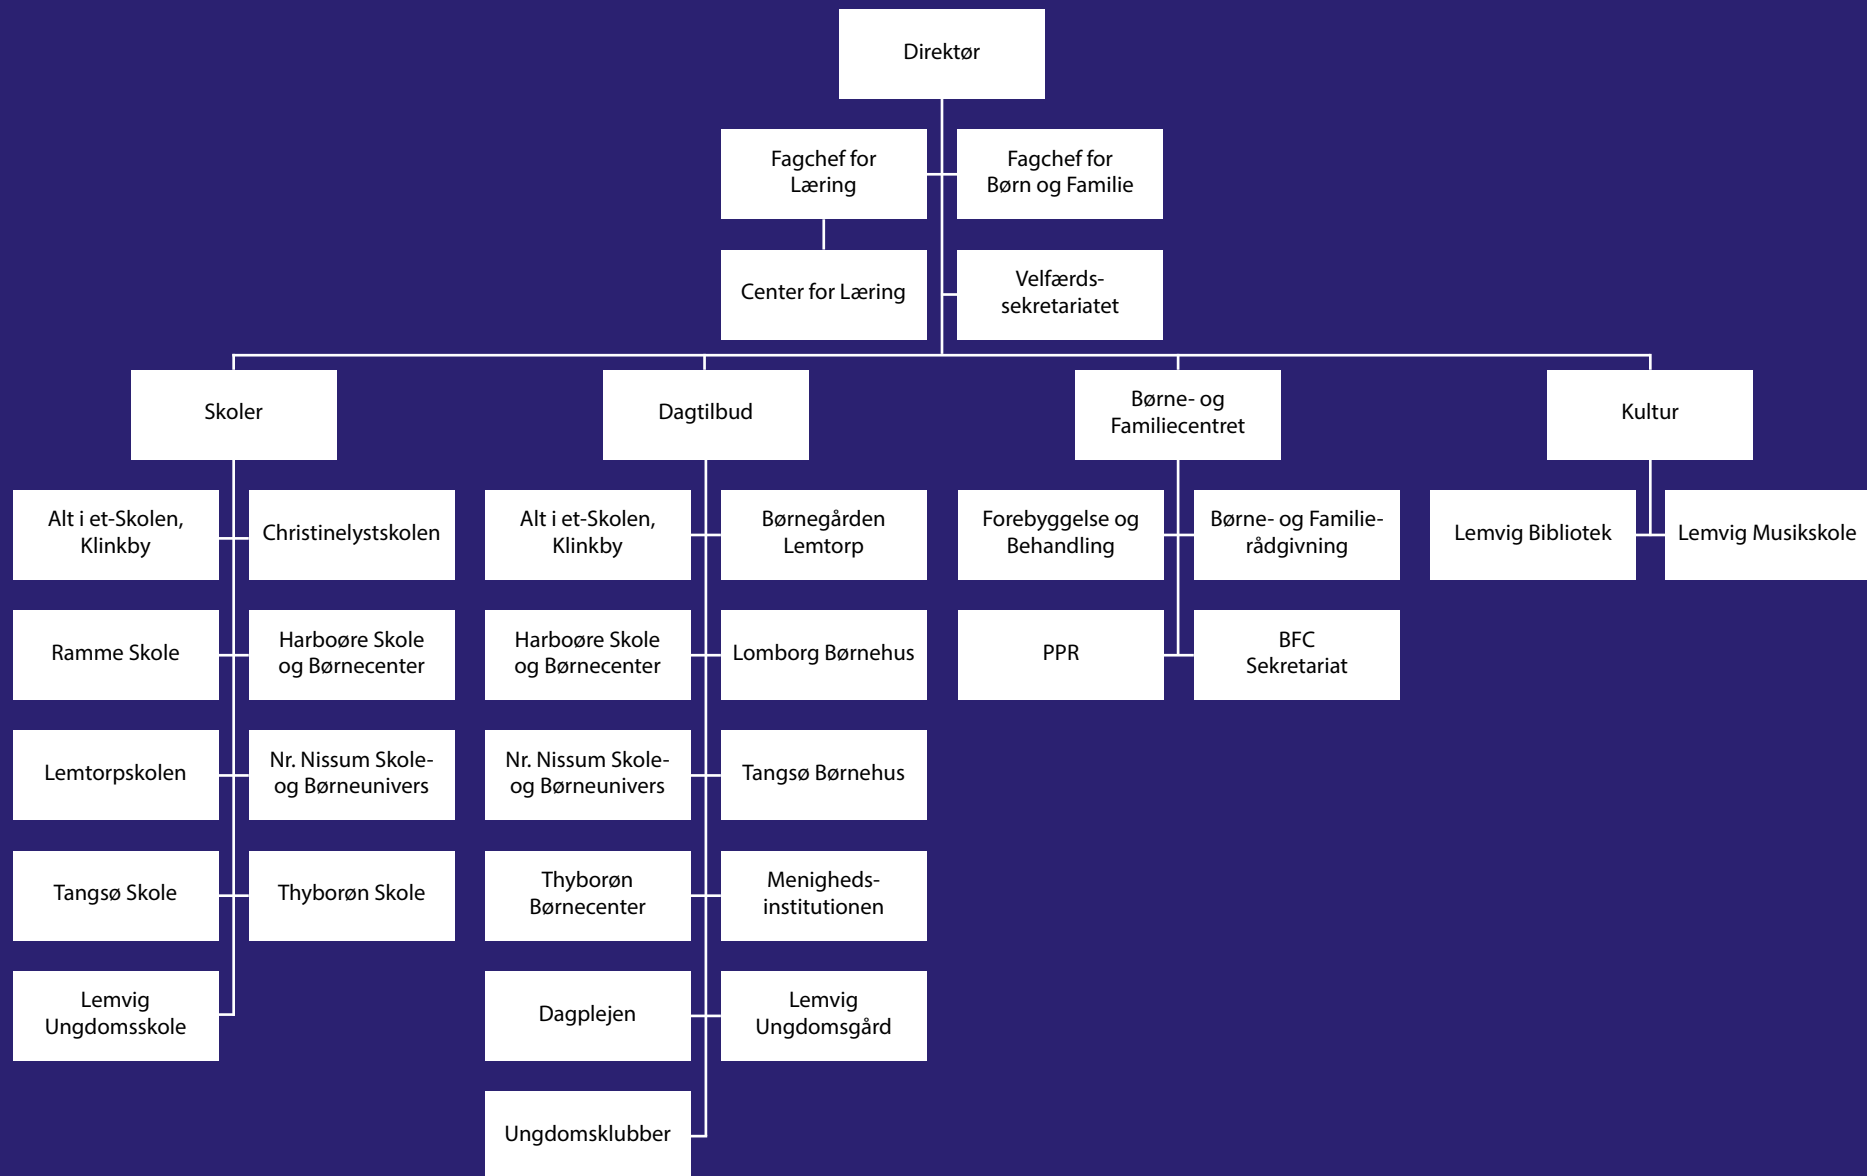 Direktør
Fagchef for
Læring
Fagchef for
Børn og Familie
Center for Læring
Velfærds-
sekretariatet
Skoler
Dagtilbud
Børne- og
Familiecentret
Kultur
Alt i et-Skolen,
Klinkby
Christinelystskolen
Ramme Skole
Harboøre Skole
og Børnecenter
Lemtorpskolen
Nr. Nissum Skole-
og Børneunivers
Tangsø Skole
Thyborøn Skole
Lemvig
Ungdomsskole
Alt i et-Skolen,
Klinkby
Børnegården
Lemtorp
Harboøre Skole
og Børnecenter
Lomborg Børnehus
Nr. Nissum Skole-
og Børneunivers
Tangsø Børnehus
Thyborøn
Børnecenter
Menigheds-
institutionen
Dagplejen
Lemvig
Ungdomsgård
Ungdomsklubber
Forebyggelse og
Behandling
Børne- og Familie-
rådgivning
PPR
BFC
Sekretariat
Lemvig Bibliotek
Lemvig Musikskole